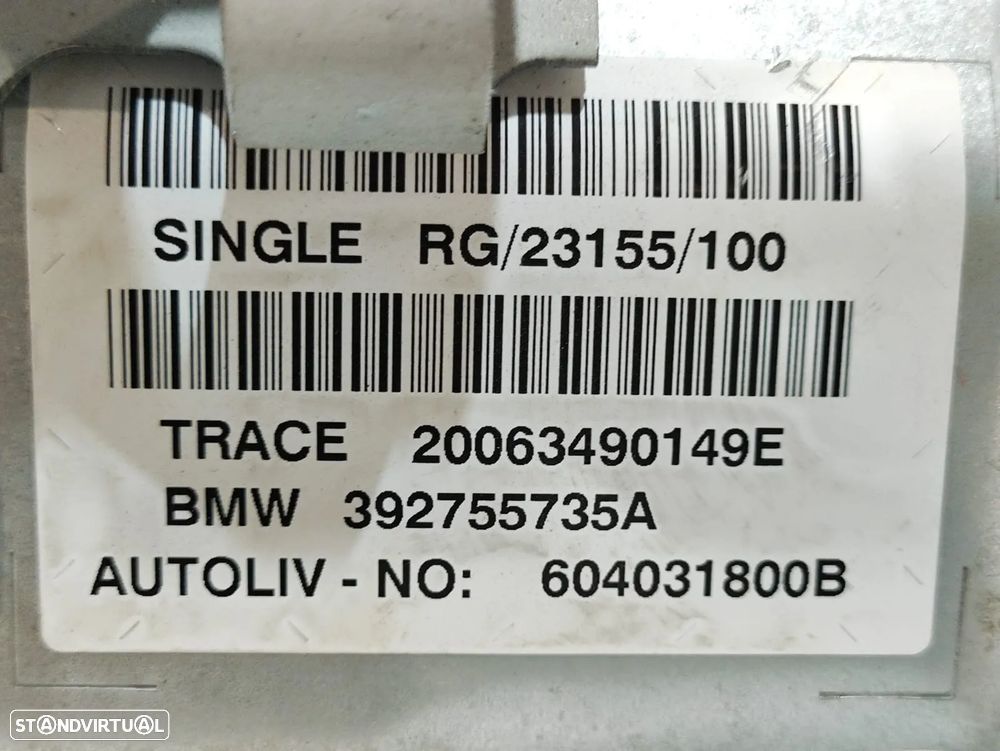 SINGLE RG/23155/100
TRACE 20063490149E
BMW 392755735A
AUTOLIV - NO: 604031800B
STANDVIRTUAL